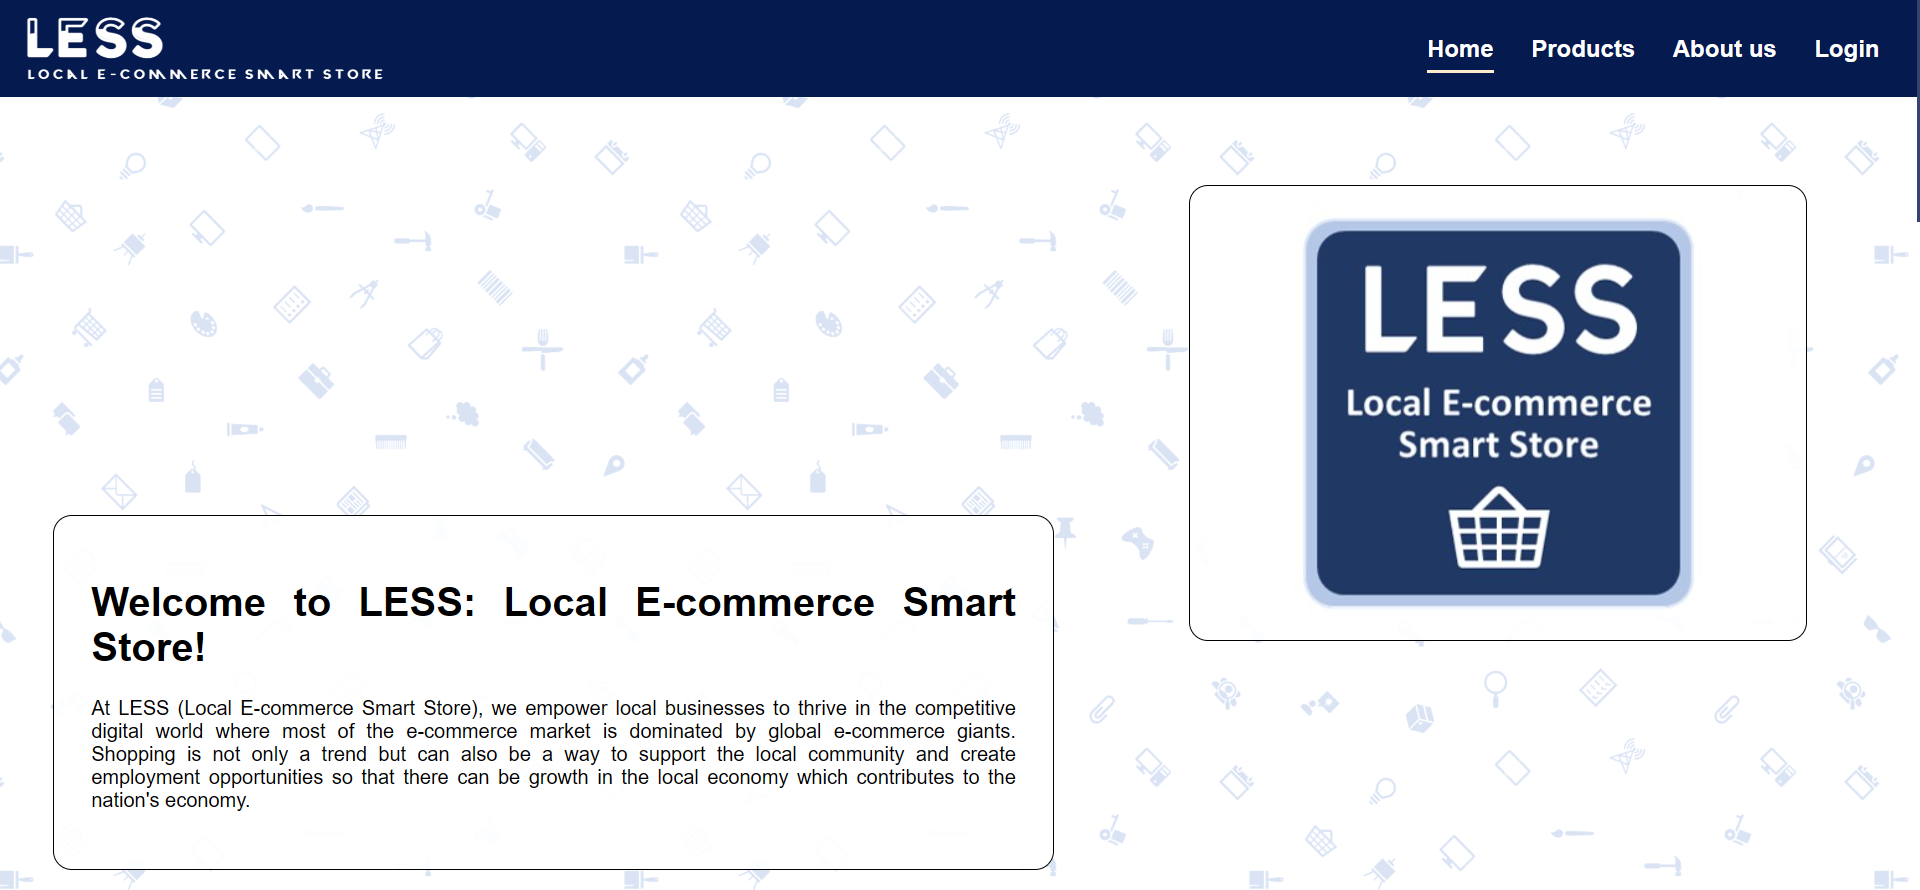 LESS
LOCAL E-COMMERCE SMART STORE
Home Products About us Login
LESS
Local E-commerce
Smart Store
Welcome to LESS: Local E-commerce Smart
Store!
At LESS (Local E-commerce Smart Store), we empower local businesses to thrive in the competitive
digital world where most of the e-commerce market is dominated by global e-commerce giants.
Shopping is not only a trend but can also be a way to support the local community and create
employment opportunities so that there can be growth in the local economy which contributes to the
nation's economy.